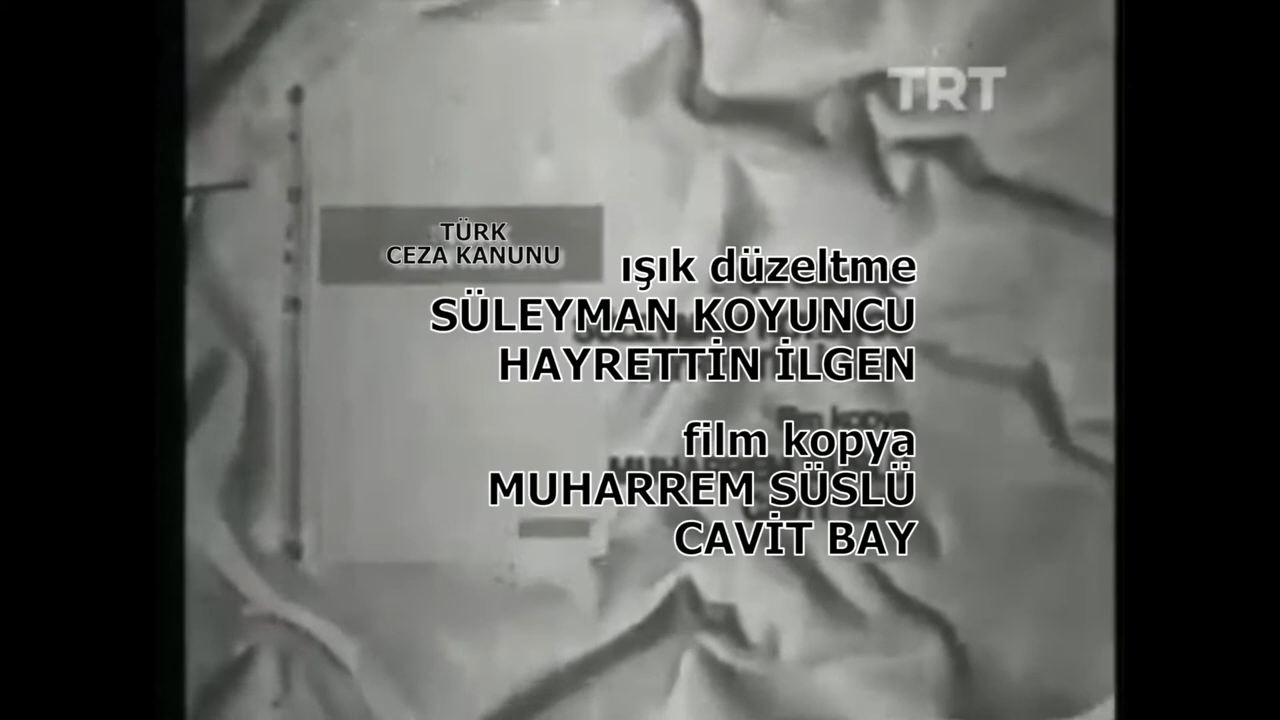 TRT
TÜRK
CEZA KANUNU
ışık düzeltme
SÜLEYMAN KOYUNCU
HAYRETTİN İLGEN
film kopya
MUHARREM SÜSLÜ
CAVİT BAY